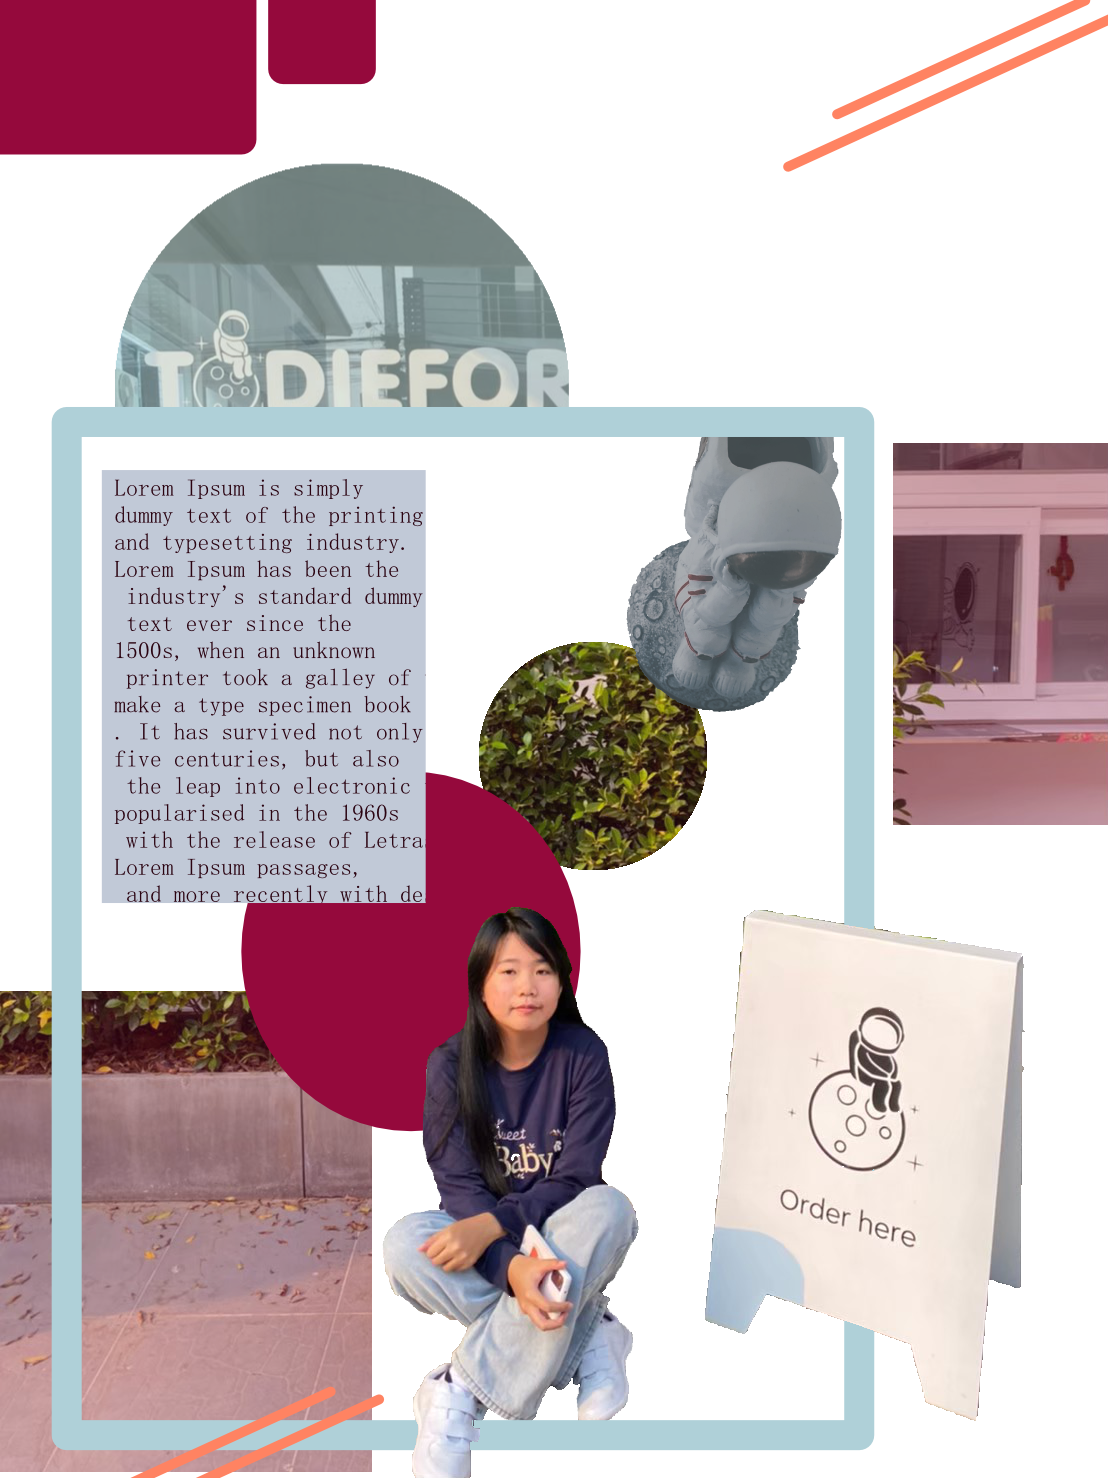 TODIEFOR
Lorem Ipsum is simply
dummy text of the printing
and typesetting industry.
Lorem Ipsum has been the
industry's standard dummy
text ever since the
1500s, when an unknown
printer took a galley of
make a type specimen book
. It has survived not only
five centuries, but also
the leap into electronic
popularised in the 1960s
with the release of Letra
Lorem Ipsum passages,
and more recently with de
Sweet
Baby
Order here